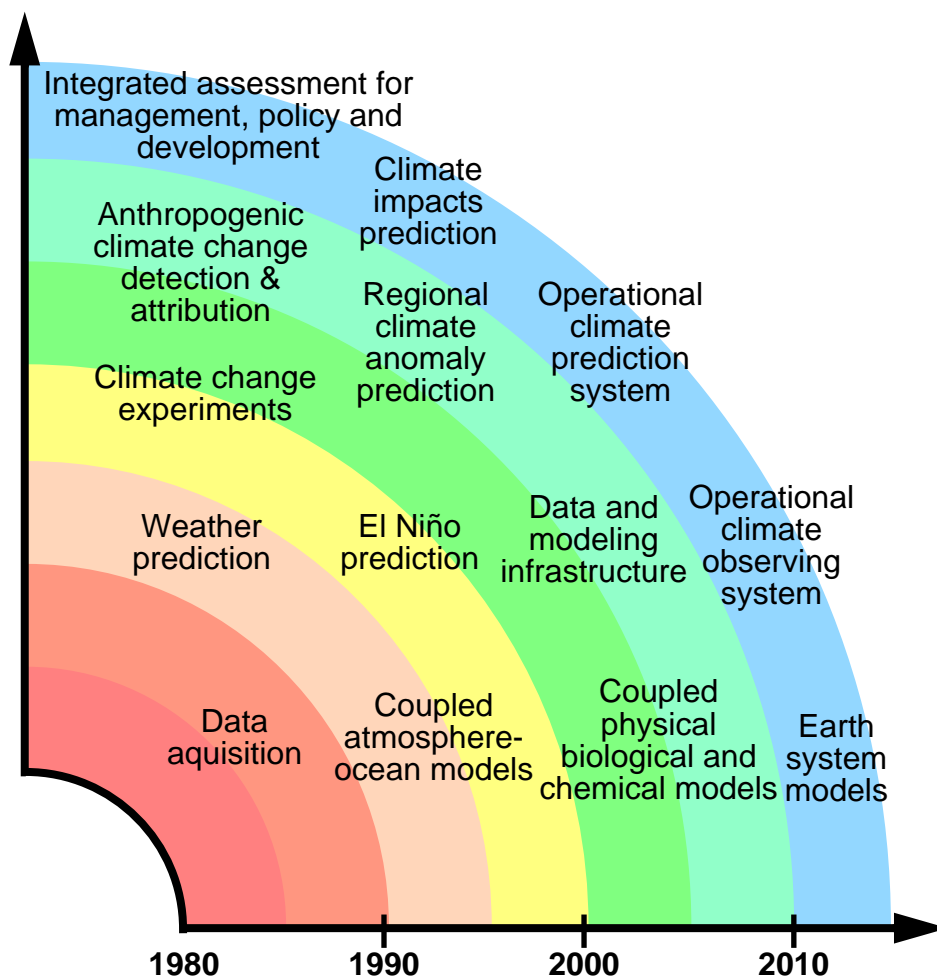 Integrated assessment for
management, policy and
development
Climate
impacts
prediction
Anthropogenic
climate change
detection &
attribution
Regional
climate
anomaly
prediction
Operational
climate
prediction
system
Climate change
experiments
Weather
prediction
El Niño
prediction
Data and
modeling
infrastructure
Operational
climate
observing
system
Data
aquisition
Coupled
atmosphere-
ocean models
Coupled
physical
biological and
chemical models
Earth
system
models
1980
1990
2000
2010